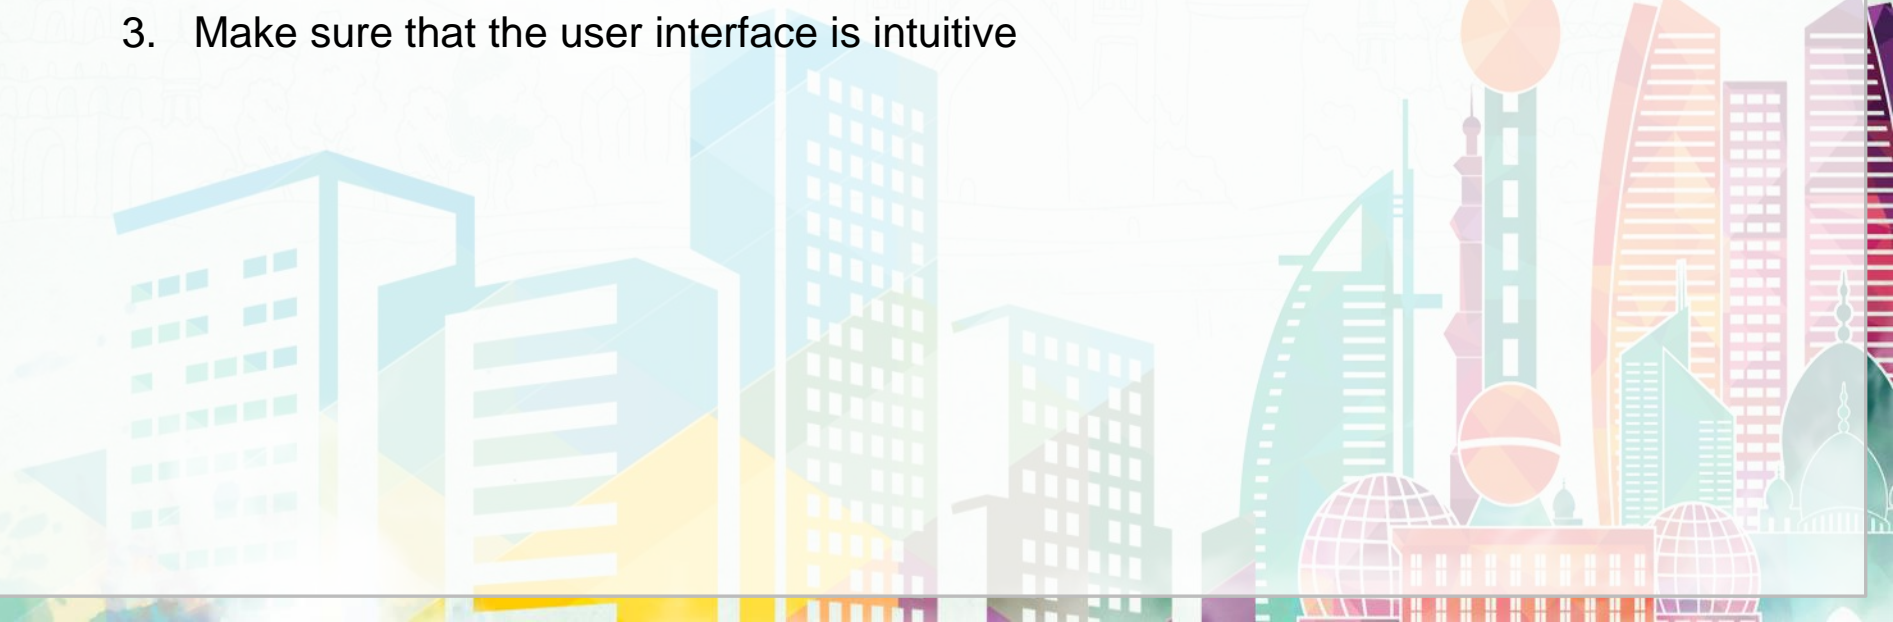 3. Make sure that the user interface is intuitive